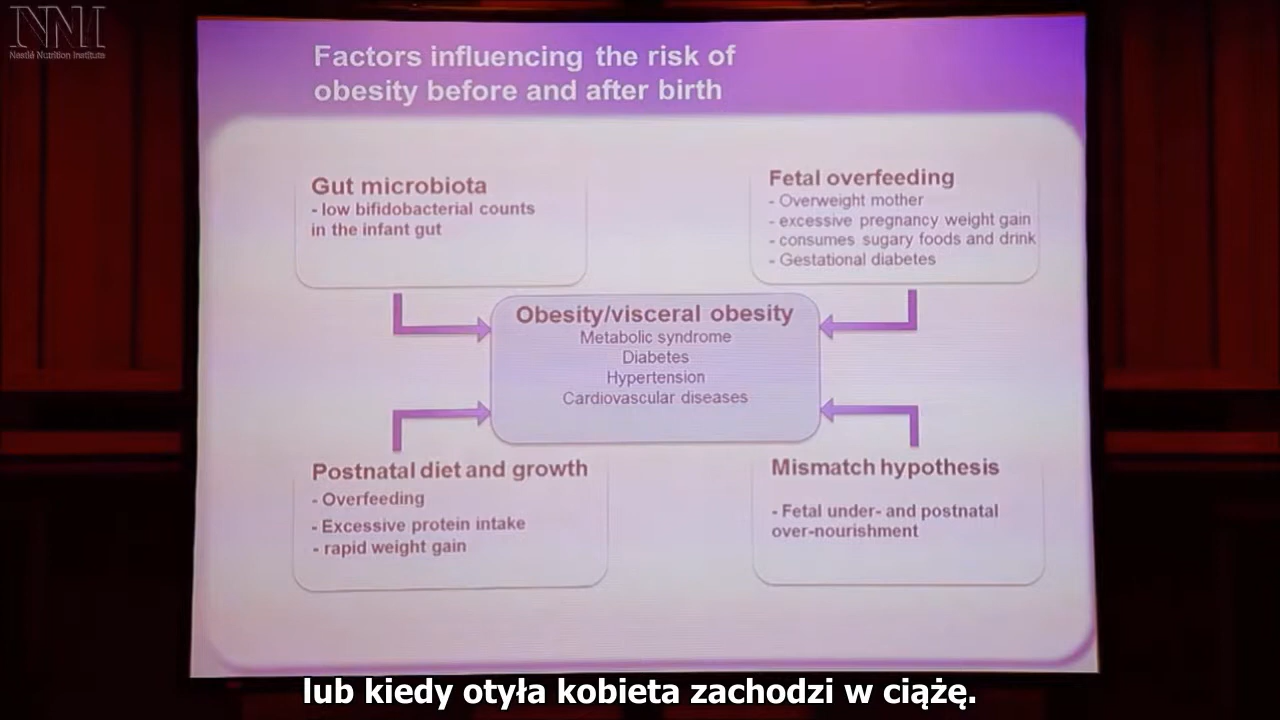 NNI
Nestlé Nutrition Institute
Factors influencing the risk of
obesity before and after birth
Gut microbiota
- low bifidobacterial counts
in the infant gut
Fetal overfeeding
- Overweight mother
- excessive pregnancy weight gain
- consumes sugary foods and drink
- Gestational diabetes
Obesity/visceral obesity
Metabolic syndrome
Diabetes
Hypertension
Cardiovascular diseases
Postnatal diet and growth
- Overfeeding
- Excessive protein intake
- rapid weight gain
Mismatch hypothesis
- Fetal under- and postnatal
over-nourishment
lub kiedy otyła kobieta zachodzi w ciążę.